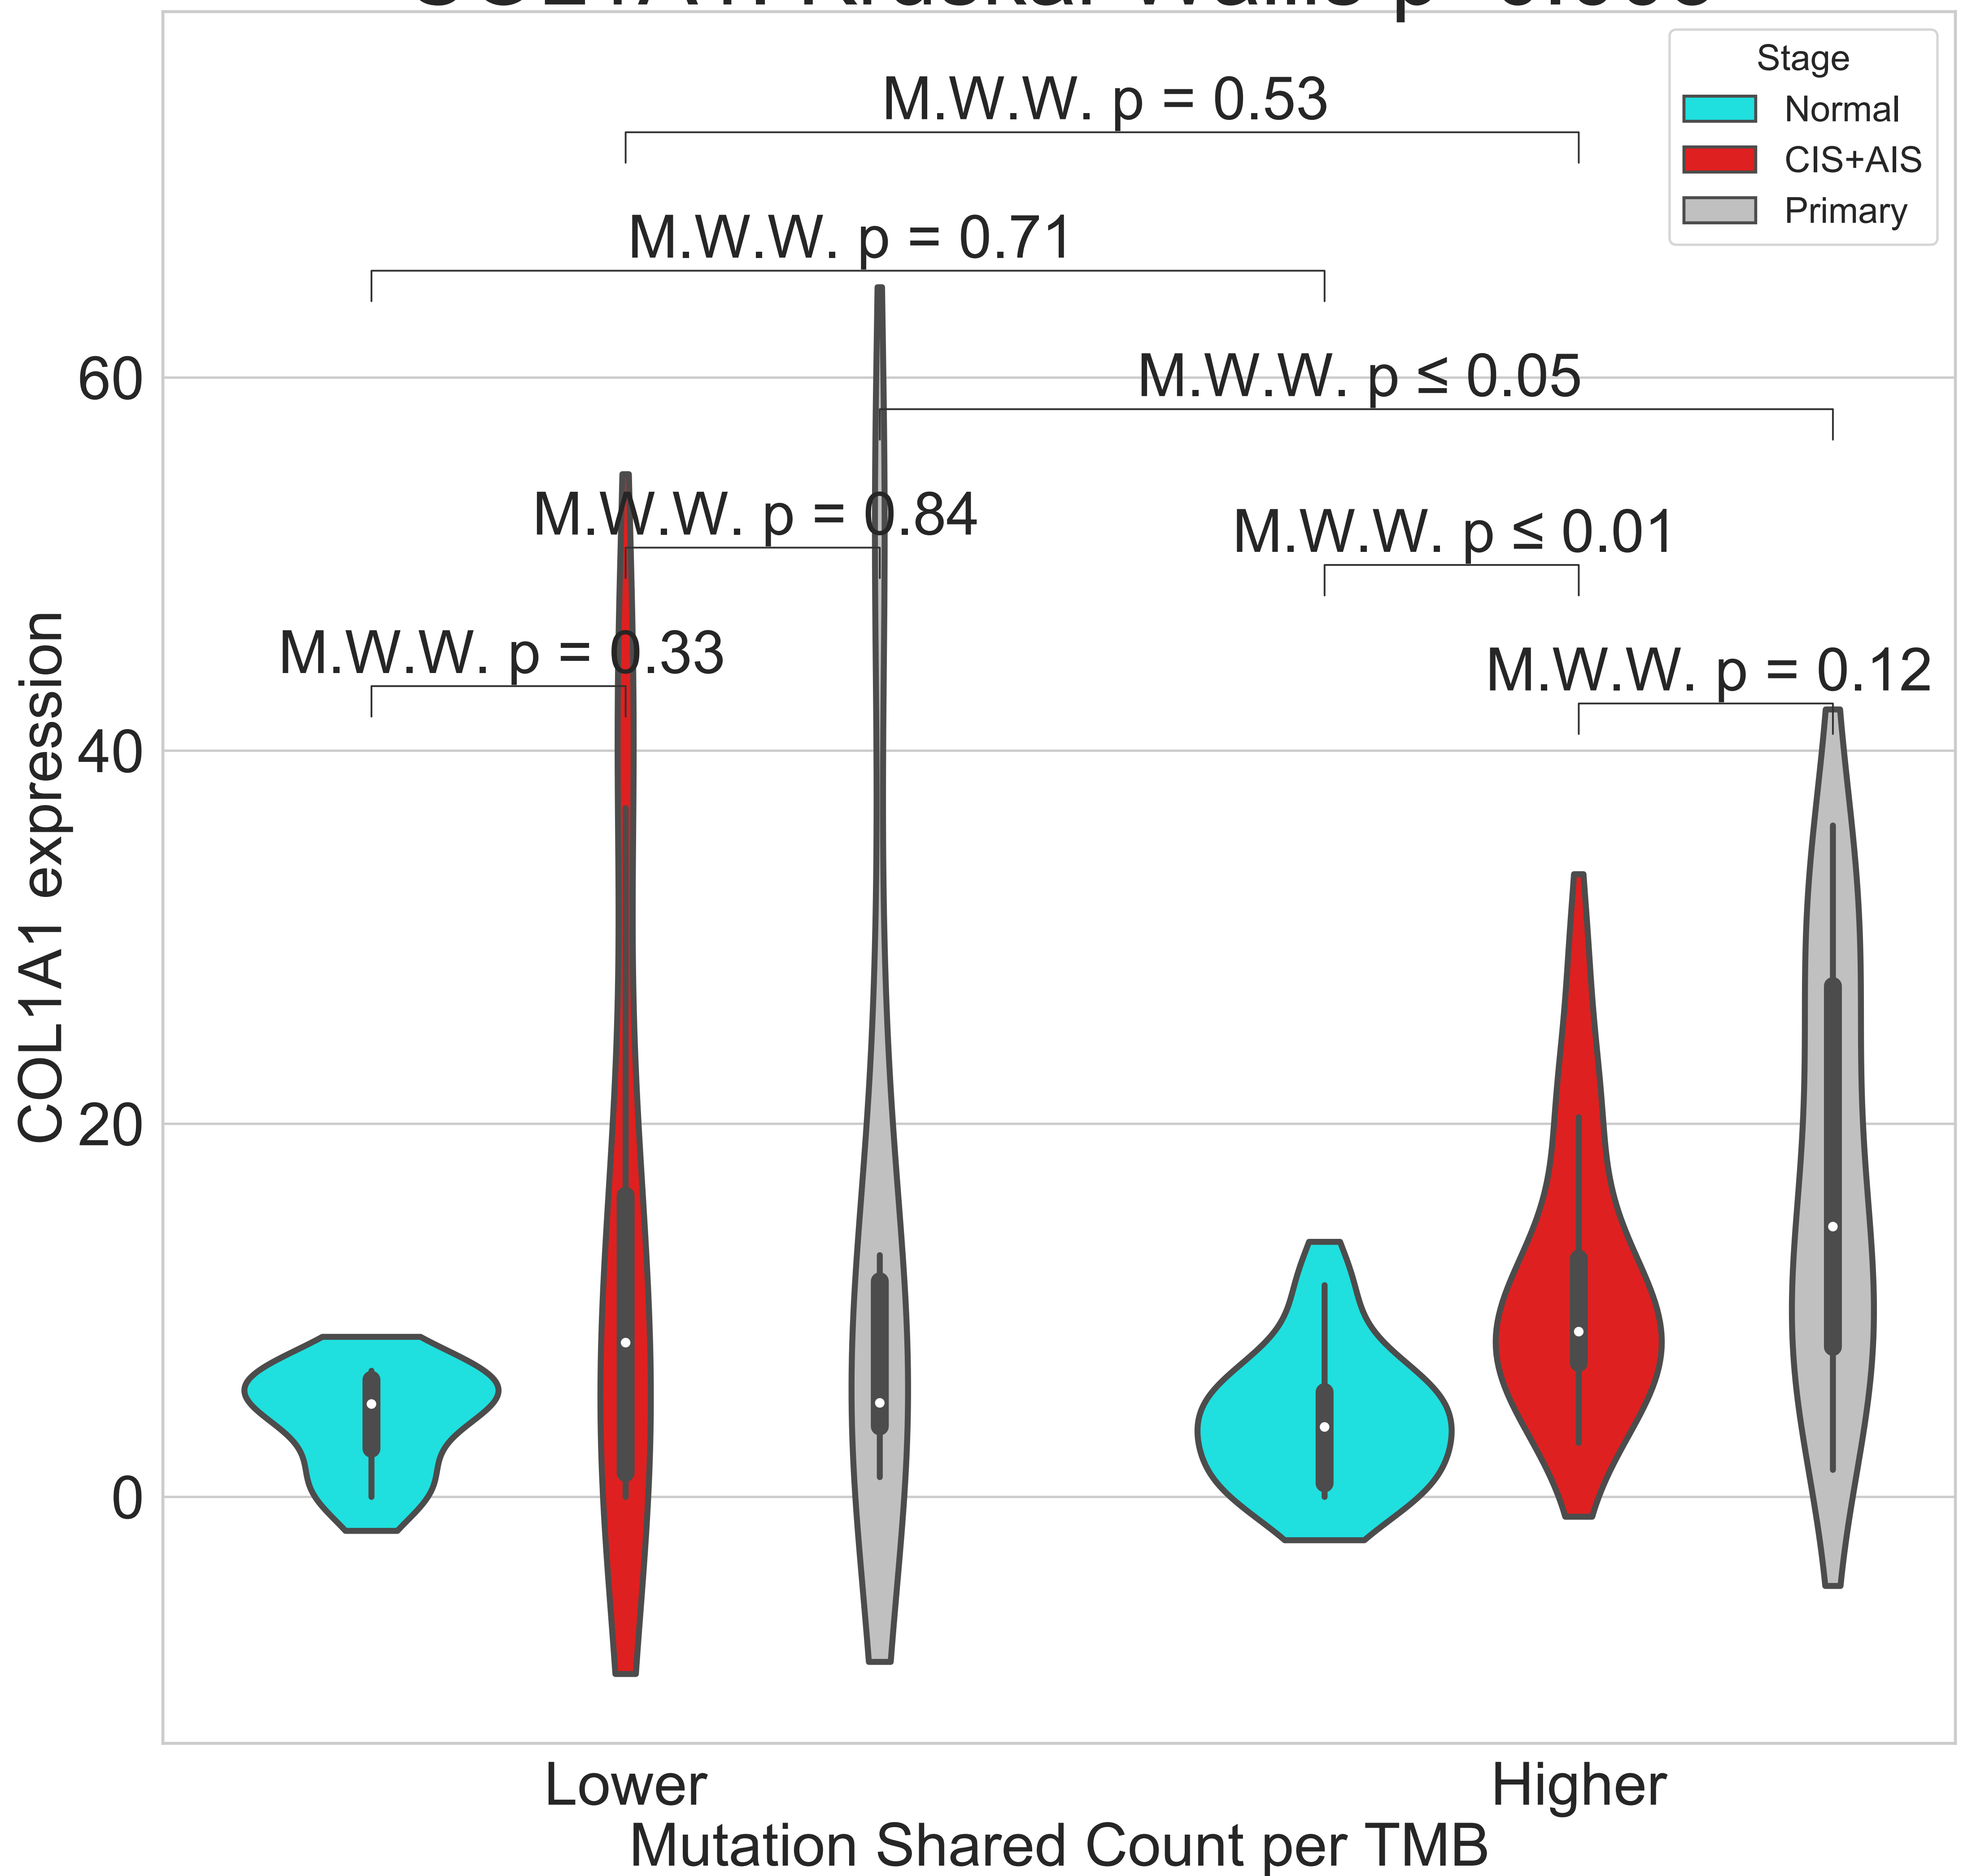 Stage
Normal
CIS+AIS
Primary
M.W.W. p = 0.53
M.W.W. p = 0.71
M.W.W. p ≤ 0.05
M.W.W. p = 0.84
M.W.W. p ≤ 0.01
M.W.W. p = 0.33
M.W.W. p = 0.12
COL1A1 expression
60
40
20
0
Lower
Higher
Mutation Shared Count per TMB